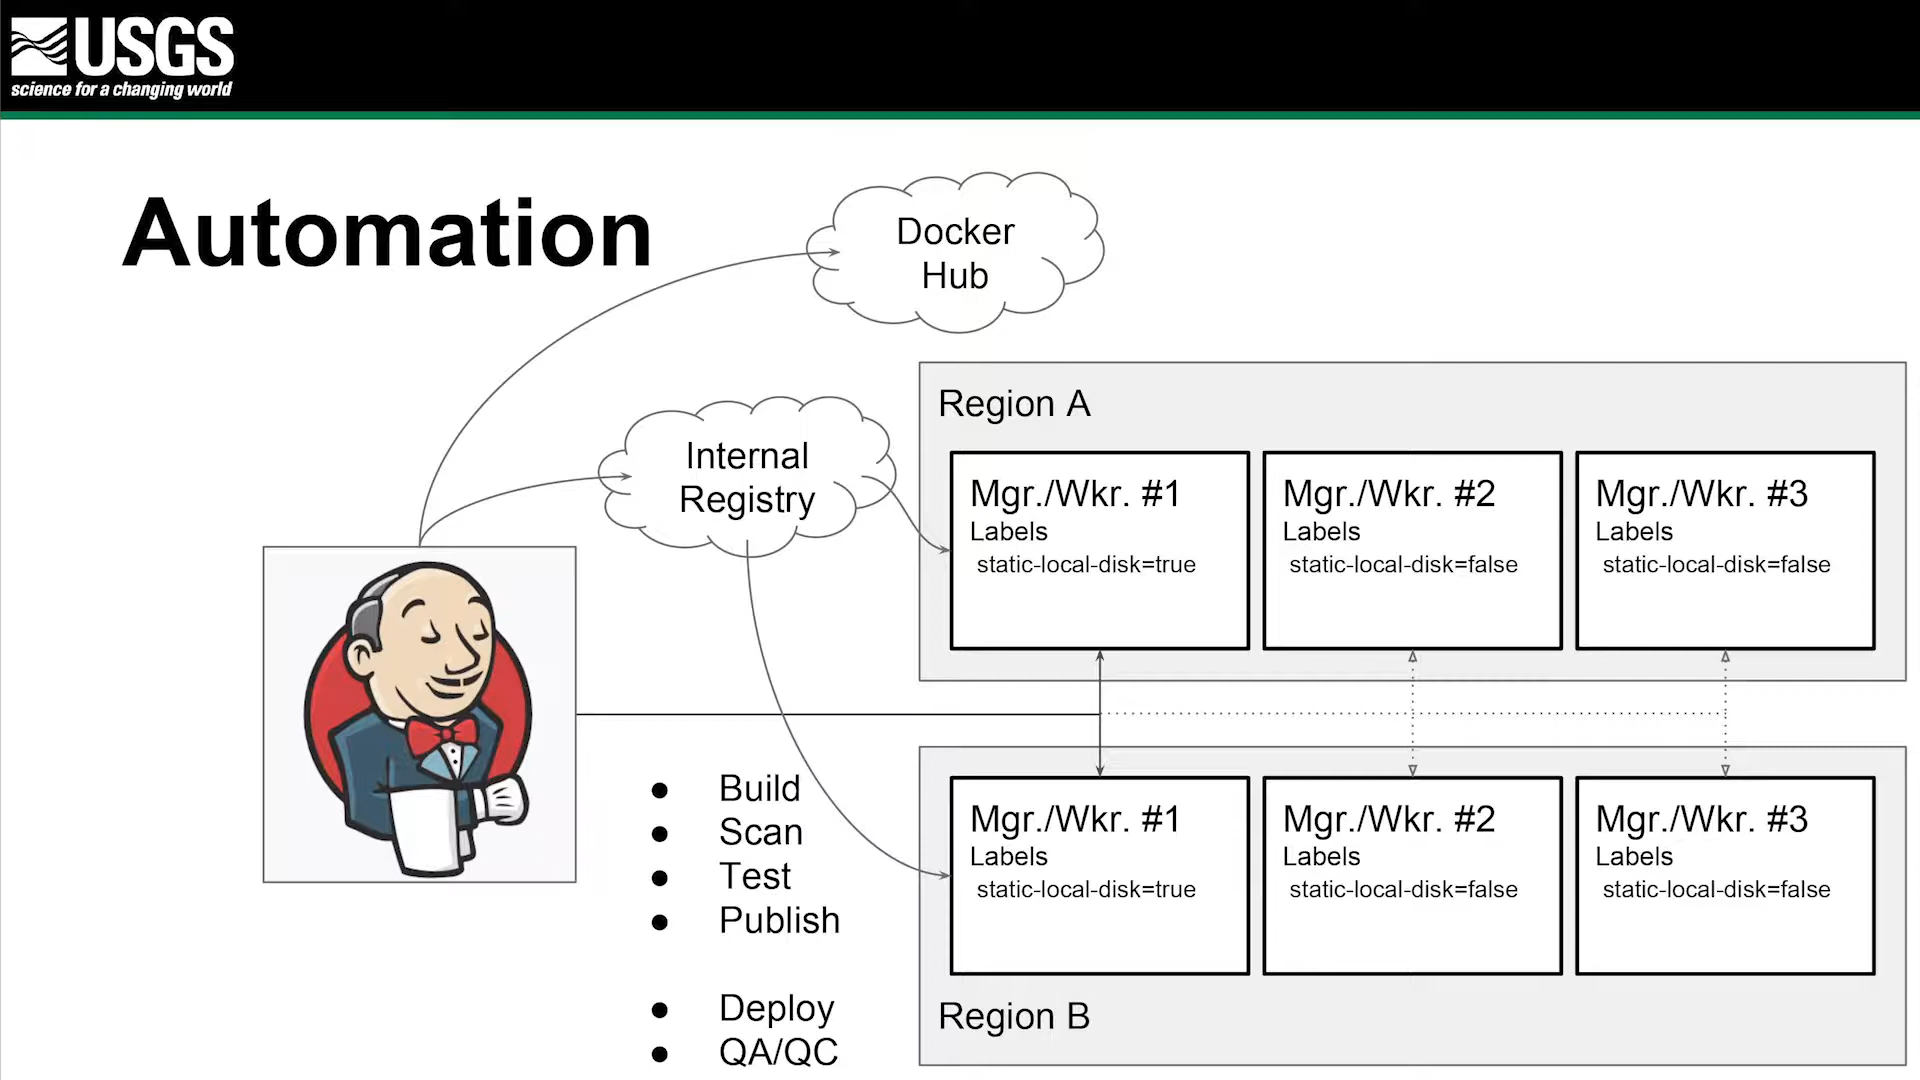 USGS
science for a changing world
Automation
Docker
Hub
Internal
Registry
Region A
Mgr./Wkr. #1
Labels
static-local-disk=true
Mgr./Wkr. #2
Labels
static-local-disk=false
Mgr./Wkr. #3
Labels
static-local-disk=false
● Build
● Scan
● Test
● Publish
● Deploy
● QA/QC
Mgr./Wkr. #1
Labels
static-local-disk=true
Mgr./Wkr. #2
Labels
static-local-disk=false
Mgr./Wkr. #3
Labels
static-local-disk=false
Region B